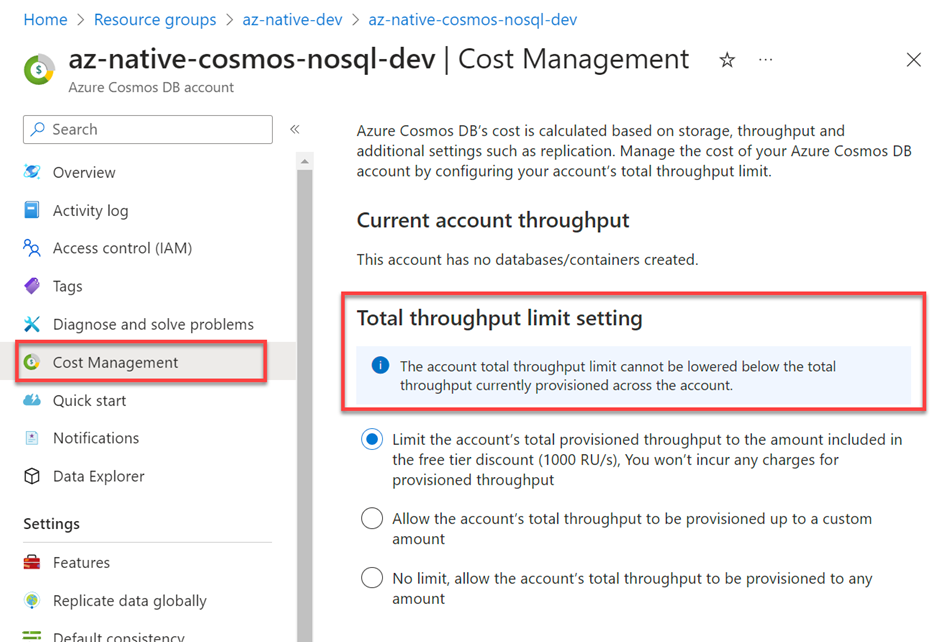 Home > Resource groups > az-native-dev > az-native-cosmos-nosql-dev
az-native-cosmos-nosql-dev | Cost Management
Azure Cosmos DB account
Search
Overview
Activity log
Access control (IAM)
Tags
Diagnose and solve problems
Cost Management
Quick start
Notifications
Data Explorer
Settings
Features
Replicate data globally
Default consistency
Azure Cosmos DB's cost is calculated based on storage, throughput and
additional settings such as replication. Manage the cost of your Azure Cosmos DB
account by configuring your account's total throughput limit.
Current account throughput
This account has no databases/containers created.
Total throughput limit setting
The account total throughput limit cannot be lowered below the total
throughput currently provisioned across the account.
Limit the account's total provisioned throughput to the amount included in
the free tier discount (1000 RU/s), You won't incur any charges for
provisioned throughput
Allow the account's total throughput to be provisioned up to a custom
amount
No limit, allow the account's total throughput to be provisioned to any
amount